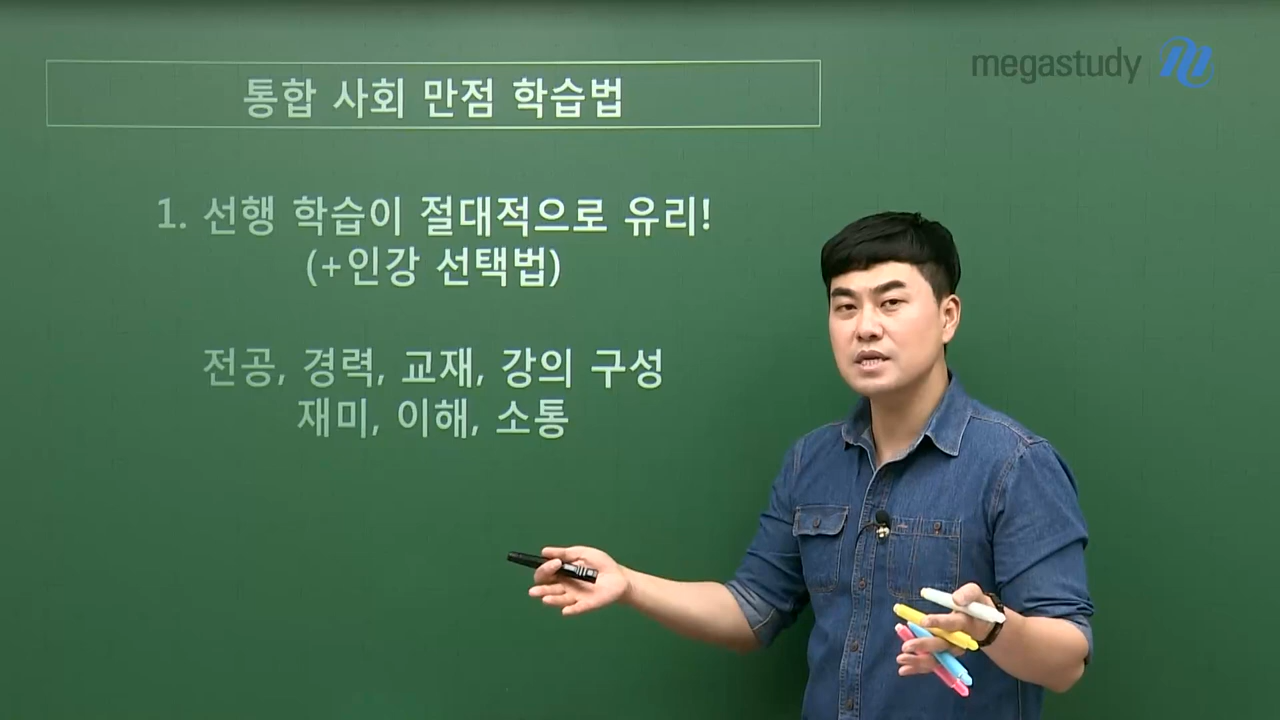 megastudy
통합 사회 만점 학습법
1. 선행 학습이 절대적으로 유리!
(+인강 선택법)
전공, 경력, 교재, 강의 구성
재미, 이해, 소통